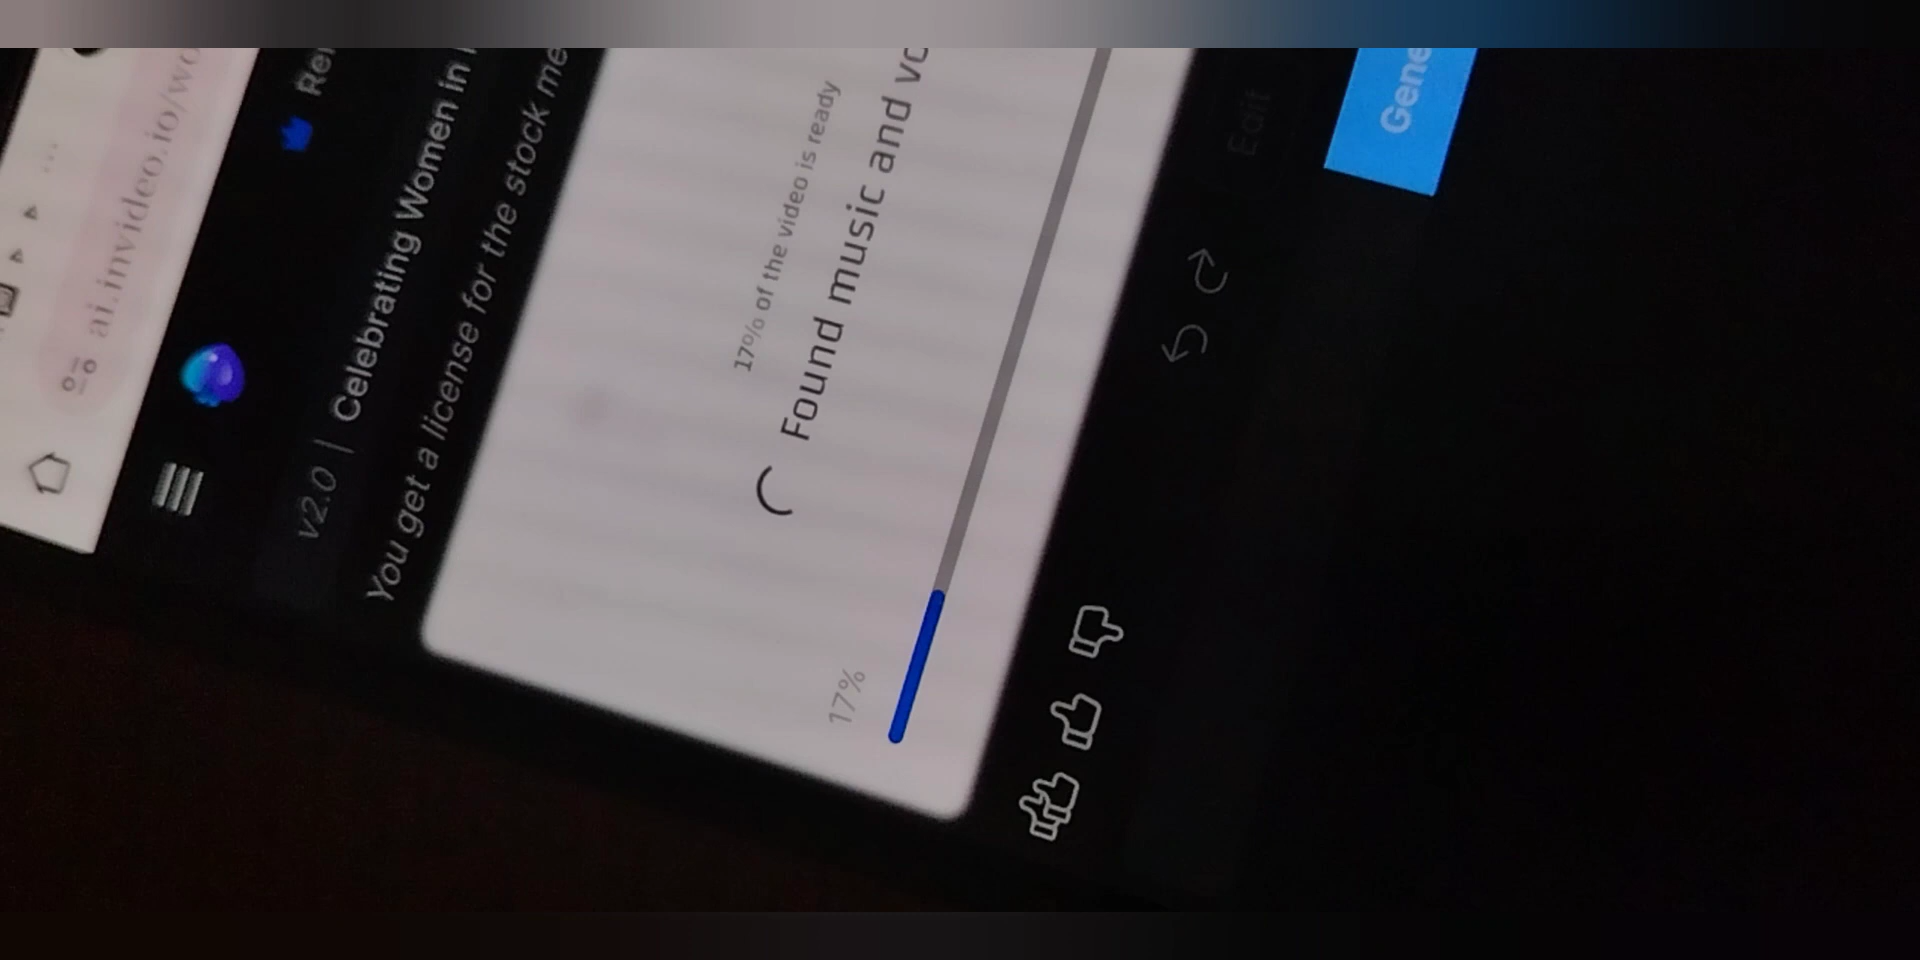 ai.invideo.io/wo
v2.0 | Celebrating Women in
You get a license for the stock me
17% of the video is ready
Found music and vo
17%
Edit
Gene